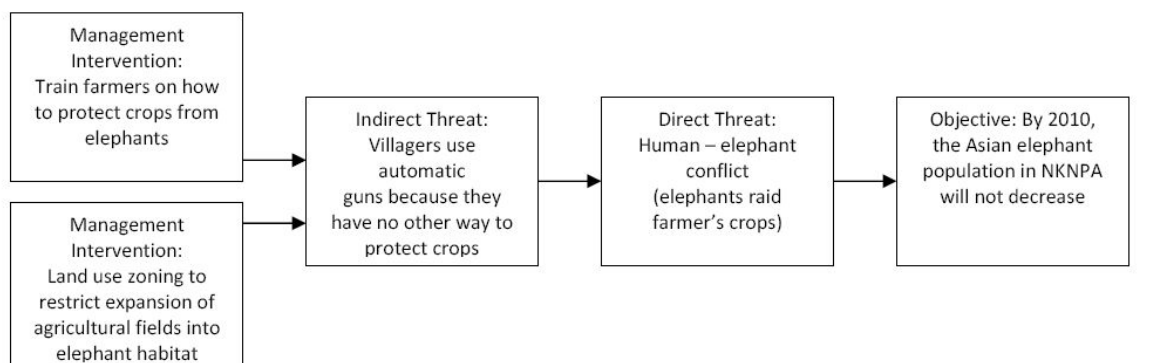 Management
Intervention:
Train farmers on how
to protect crops from
elephants
Management
Intervention:
Land use zoning to
restrict expansion of
agricultural fields into
elephant habitat
Indirect Threat:
Villagers use
automatic
guns because they
have no other way to
protect crops
Direct Threat:
Human – elephant
conflict
(elephants raid
farmer's crops)
Objective: By 2010,
the Asian elephant
population in NKNPA
will not decrease